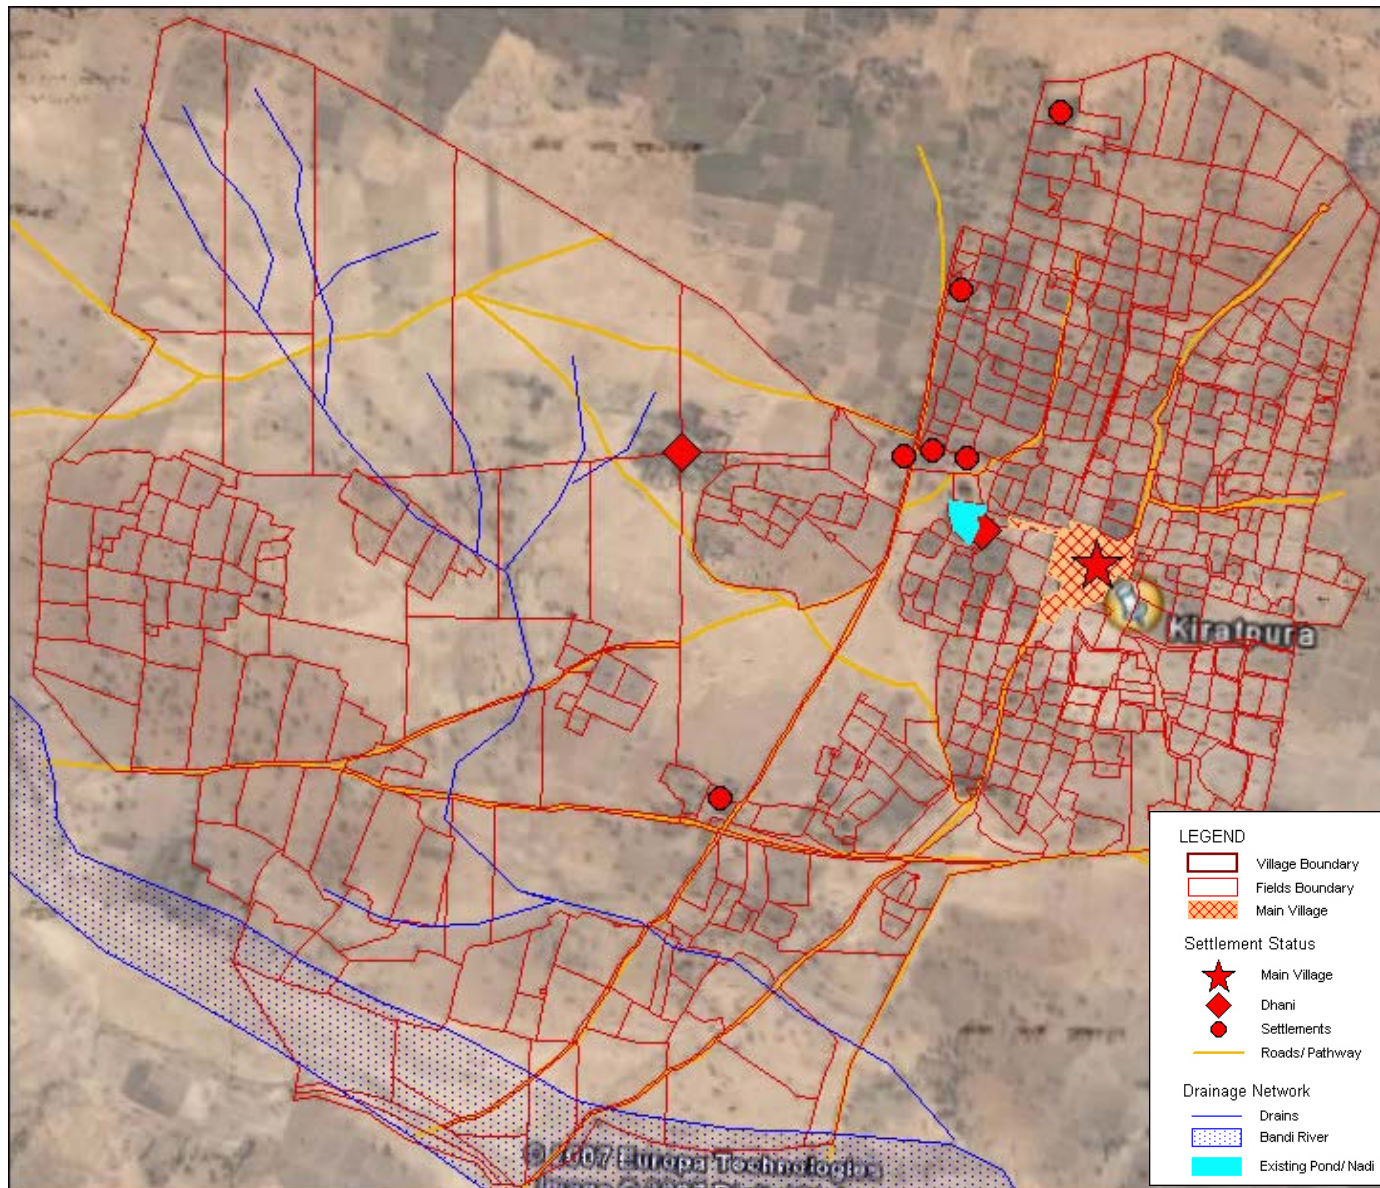 Kiratpura
LEGEND
Village Boundary
Fields Boundary
Main Village
Settlement Status
Main Village
Dhani
Settlements
Roads/ Pathway
Drainage Network
Drains
Bandi River
Existing Pond/ Nadi
Europa Technologies